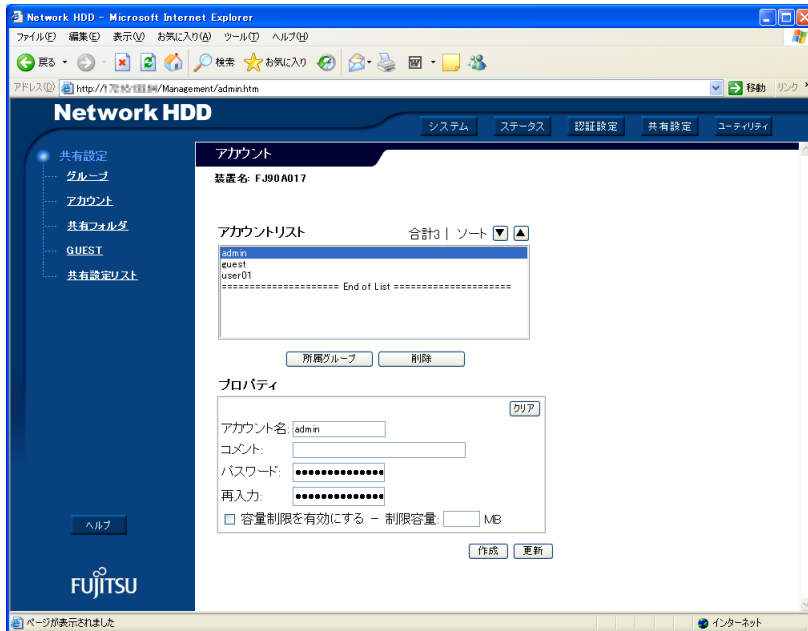 Network HDD - Microsoft Internet Explorer
ファイル(F) 編集(E) 表示(V) お気に入り(A) ツール(T) ヘルプ(H)
戻る 検索 お気に入り
アドレス(D) /Management/admin.htm 移動 リンク
Network HDD
システム ステータス 認証設定 共有設定 ユーティリティ
共有設定
グループ
アカウント
共有フォルダ
GUEST
共有設定リスト
ヘルプ
FUJITSU
アカウント
装置名: FJ90A017
アカウントリスト 合計3 | ソート ▼ ▲
admin
guest
user01
===================== End of List =====================
所属グループ 削除
プロパティ
クリア
アカウント名: admin
コメント:
パスワード: ●●●●●●●●●●●●●●
再入力: ●●●●●●●●●●●●●●
容量制限を有効にする - 制限容量: MB
作成 更新
ページが表示されました インターネット